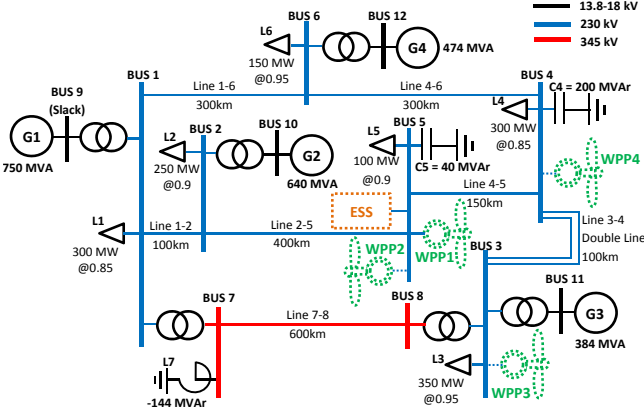 13.8-18 kV
230 kV
345 kV
BUS 6
BUS 12
L6
G4
474 MVA
150 MW
@0.95
BUS 1
BUS 4
Line 1-6
300km
Line 4-6
300km
C4 = 200 MVAr
L4
300 MW
@0.85
BUS 9
(Slack)
G1
750 MVA
L2
BUS 2
BUS 10
250 MW
@0.9
G2
640 MVA
BUS 5
L5
100 MW
@0.9
C5 = 40 MVAr
WPP4
Line 4-5
150km
ESS
L1
300 MW
@0.85
Line 1-2
100km
Line 2-5
400km
WPP2
WPP1
Line 3-4
Double Line
100km
BUS 3
BUS 7
BUS 8
BUS 11
Line 7-8
600km
G3
384 MVA
L7
-144 MVAr
L3
350 MW
@0.95
WPP3